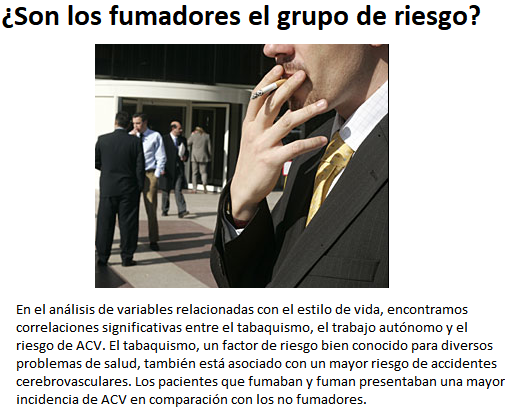 ¿Son los fumadores el grupo de riesgo?
En el análisis de variables relacionadas con el estilo de vida, encontramos
correlaciones significativas entre el tabaquismo, el trabajo autónomo y el
riesgo de ACV. El tabaquismo, un factor de riesgo bien conocido para diversos
problemas de salud, también está asociado con un mayor riesgo de accidentes
cerebrovasculares. Los pacientes que fumaban y fuman presentaban una mayor
incidencia de ACV en comparación con los no fumadores.